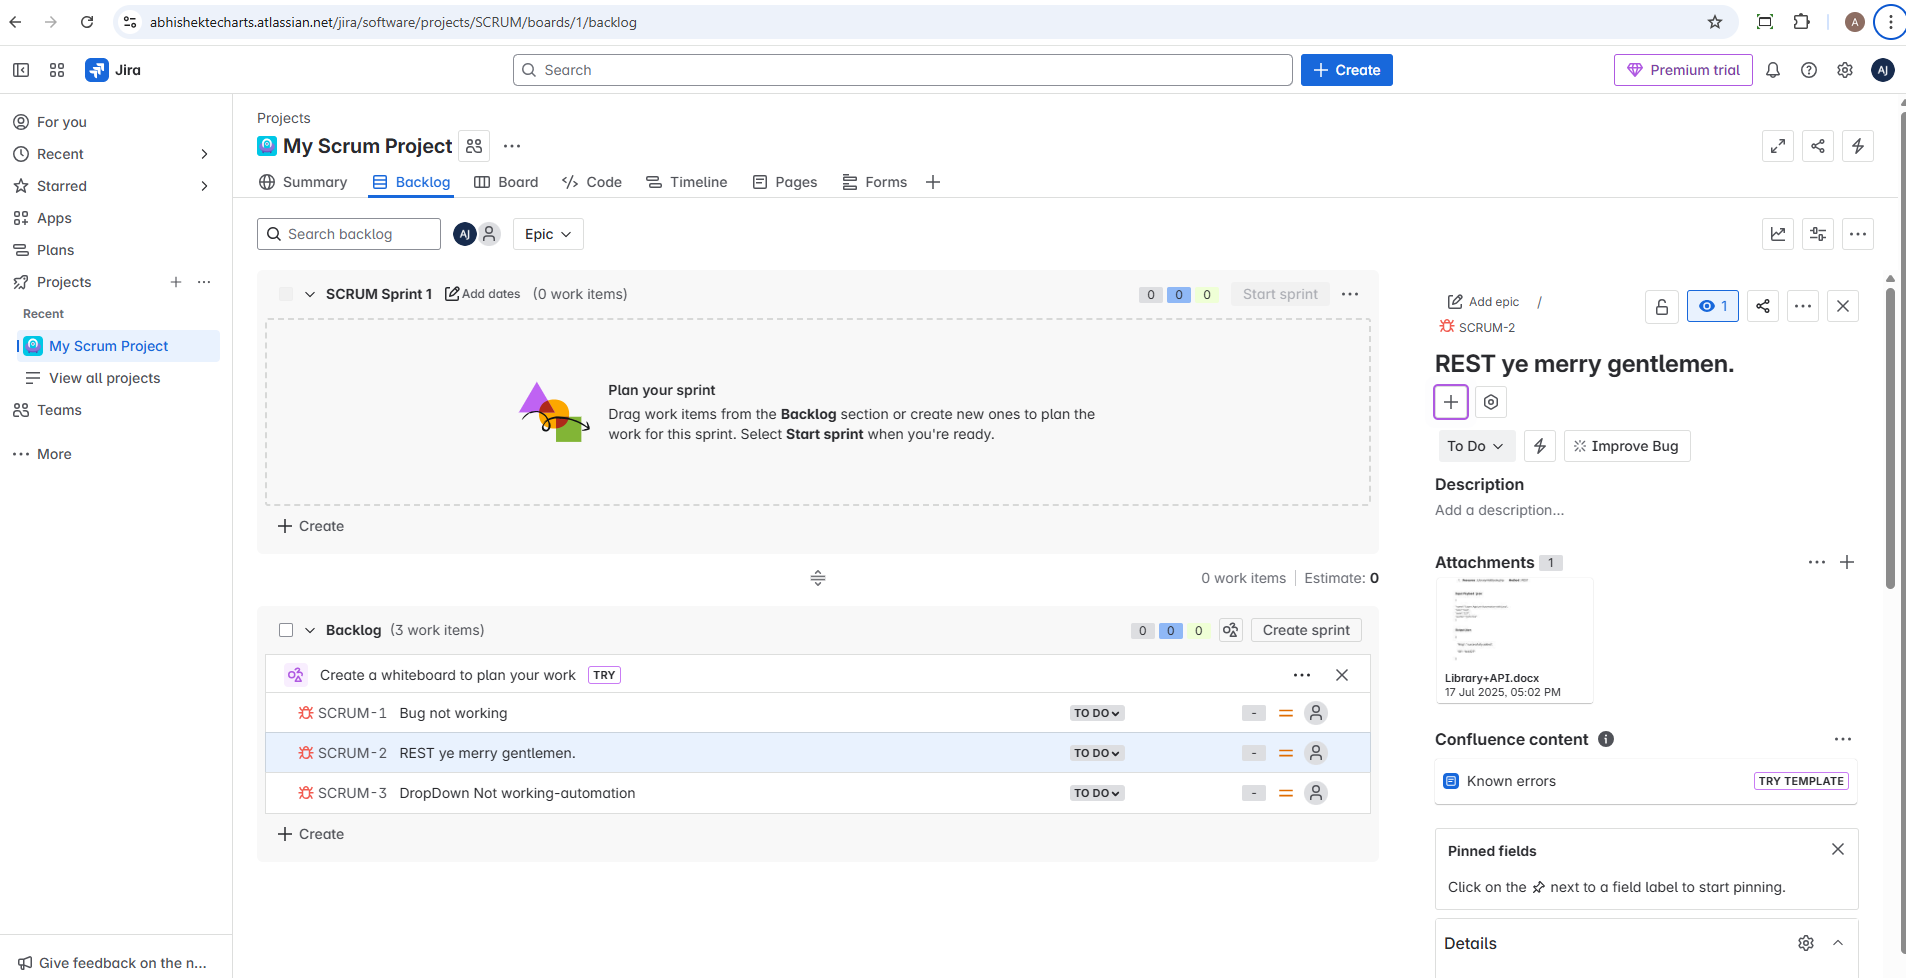 abhishektecharts.atlassian.net/jira/software/projects/SCRUM/boards/1/backlog
A
Jira
Search
Create
Premium trial
AJ
For you
Recent
Starred
Apps
Plans
Projects
Recent
My Scrum Project
View all projects
Teams
More
Give feedback on the n...
Projects
My Scrum Project
Summary
Backlog
Board
Code
Timeline
Pages
Forms
Search backlog
AJ
Epic
SCRUM Sprint 1 Add dates (0 work items)
0 0 0 Start sprint
Plan your sprint
Drag work items from the Backlog section or create new ones to plan the
work for this sprint. Select Start sprint when you're ready.
Create
0 work items Estimate: 0
Backlog (3 work items)
0 0 0 Create sprint
Create a whiteboard to plan your work TRY
SCRUM-1 Bug not working TO DO -
SCRUM-2 REST ye merry gentlemen. TO DO -
SCRUM-3 DropDown Not working-automation TO DO -
Create
Add epic /
SCRUM-2
1
REST ye merry gentlemen.
To Do
Improve Bug
Description
Add a description...
Attachments 1
Library+API.docx
17 Jul 2025, 05:02 PM
Confluence content
Known errors TRY TEMPLATE
Pinned fields
Click on the next to a field label to start pinning.
Details